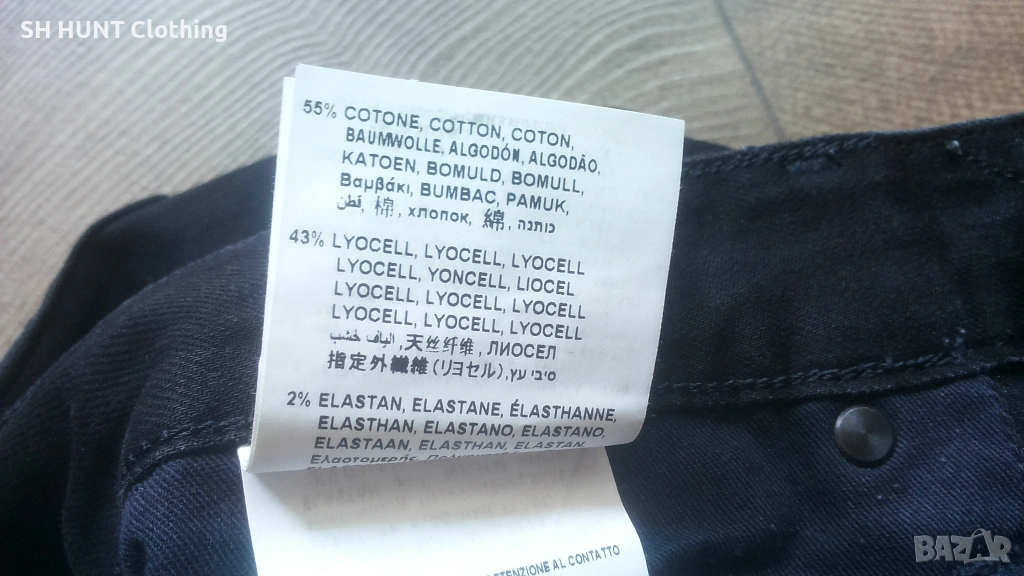 SH HUNT Clothing
55% COTONE, COTTON, COTON,
BAUMWOLLE, ALGODÓN, ALGODÃO,
KATOEN, BOMULD, BOMULL,
Βαμβάκι, BUMBAC, PAMUK,
قطن, 棉, хлопок, 綿, כותנה,
43% LYOCELL, LYOCELL, LYOCELL
LYOCELL, YONCELL, LIOCEL
LYOCELL, LYOCELL, LYOCELL
LYOCELL, LYOCELL, LYOCELL
الياف خشب, 天丝纤维, ЛИОСЕЛ
指定外繊維(リヨセル), סיבי עץ
2% ELASTAN, ELASTANE, ÉLASTHANNE,
ELASTHAN, ELASTANO, ELASTANO,
ELASTAAN, ELASTHAN, ELASTAN,
Ελαστομερής,
AL CONTATTO
BAZAR